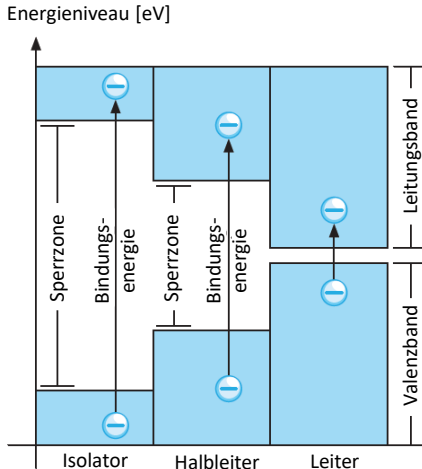 Energieniveau [eV]
Sperrzone
Bindungs-
energie
Sperrzone
Bindungs-
energie
Leitungsband
Valenzband
Isolator
Halbleiter
Leiter